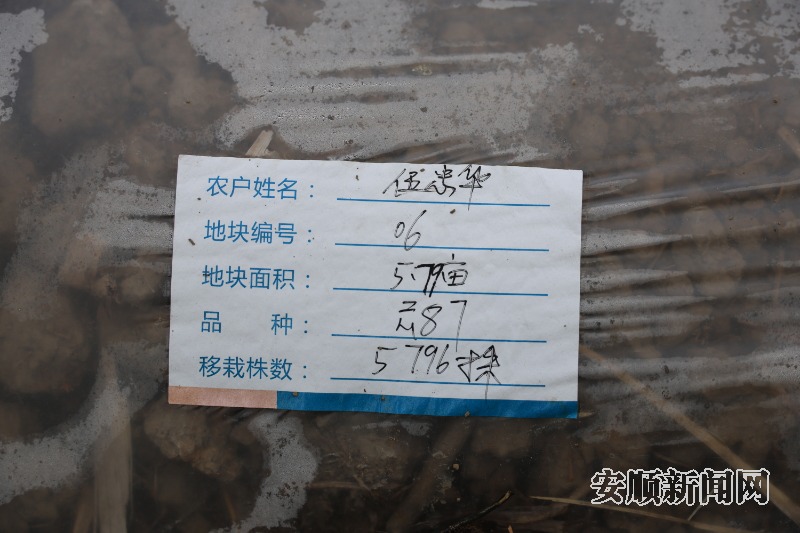 农户姓名： 伍忠华
地块编号： 06
地块面积： 5.79亩
品 种： 云87
移栽株数： 5796株
安顺新闻网